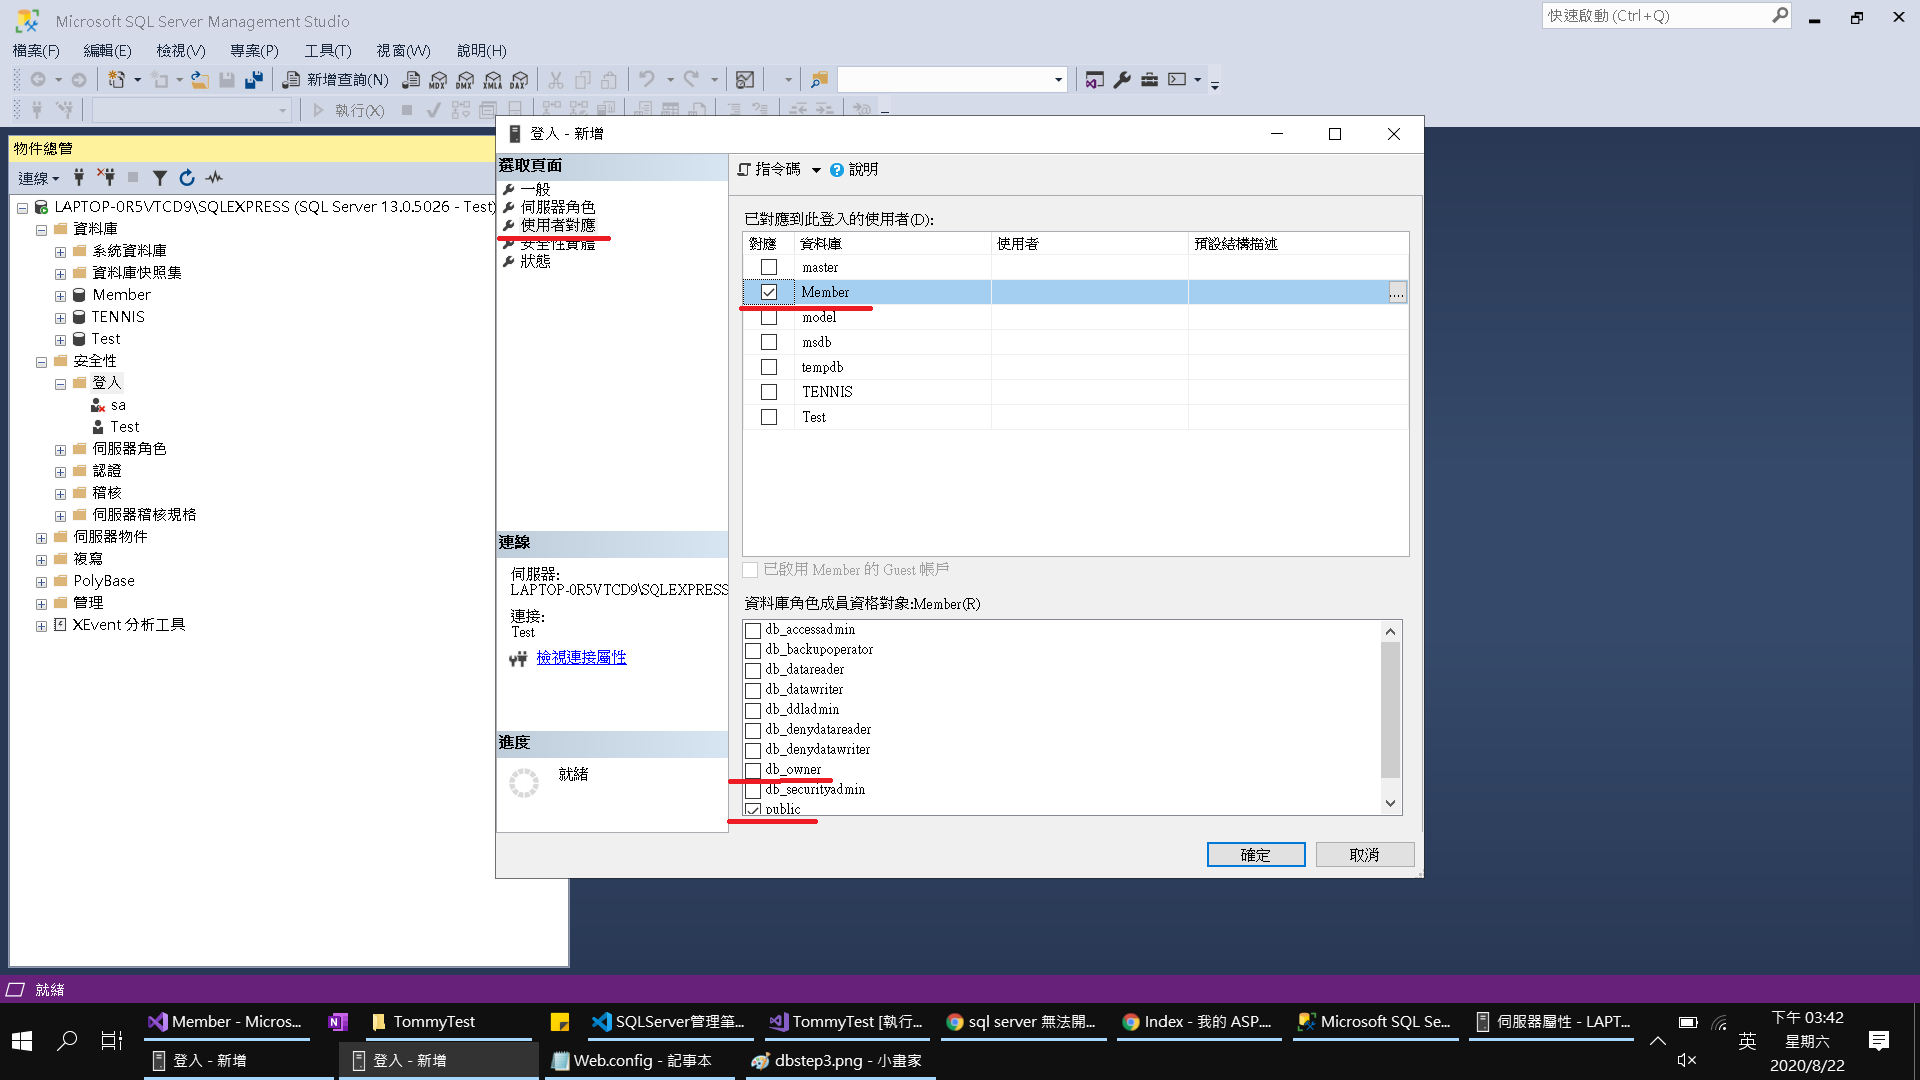 Microsoft SQL Server Management Studio
快速啟動 (Ctrl+Q)
檔案(F) 編輯(E) 檢視(V) 專案(P) 工具(T) 視窗(W) 說明(H)
新增查詢(N) MDX DMX XMLA DAX
執行(X)
物件總管
連線
LAPTOP-0R5VTCD9\SQLEXPRESS (SQL Server 13.0.5026 - Test)
資料庫
系統資料庫
資料庫快照集
Member
TENNIS
Test
安全性
登入
sa
Test
伺服器角色
認證
稽核
伺服器稽核規格
伺服器物件
複寫
PolyBase
管理
XEvent 分析工具
登入 - 新增
選取頁面
一般
伺服器角色
使用者對應
安全性實體
狀態
連線
伺服器:
LAPTOP-0R5VTCD9\SQLEXPRESS
連接:
Test
檢視連接屬性
進度
就緒
指令碼 說明
已對應到此登入的使用者(D):
對應 資料庫 使用者 預設結構描述
master
Member ...
model
msdb
tempdb
TENNIS
Test
已啟用 Member 的 Guest 帳戶
資料庫角色成員資格對象:Member(R)
db_accessadmin
db_backupoperator
db_datareader
db_datawriter
db_ddladmin
db_denydatareader
db_denydatawriter
db_owner
db_securityadmin
public
確定 取消
就緒
Member - Micros... TommyTest SQLServer管理筆... TommyTest [執行... sql server 無法開... Index - 我的 ASP.... Microsoft SQL Se... 伺服器屬性 - LAPT...
登入 - 新增 登入 - 新增 Web.config - 記事本 dbstep3.png - 小畫家
英
下午 03:42
星期六
2020/8/22